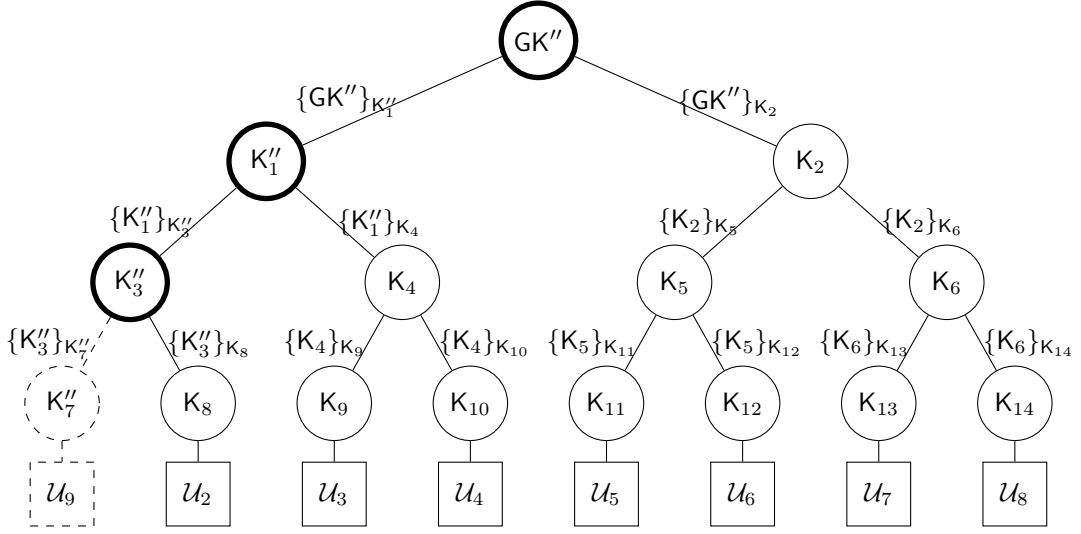 GK″
{GK″}K″₁ {GK″}K₂
K″₁ K₂
{K″₁}K″₃ {K″₁}K₄ {K₂}K₅ {K₂}K₆
K″₃ K₄ K₅ K₆
{K″₃}K″₇ {K″₃}K₈ {K₄}K₉ {K₄}K₁₀ {K₅}K₁₁ {K₅}K₁₂ {K₆}K₁₃ {K₆}K₁₄
K″₇ K₈ K₉ K₁₀ K₁₁ K₁₂ K₁₃ K₁₄
𝒰₉ 𝒰₂ 𝒰₃ 𝒰₄ 𝒰₅ 𝒰₆ 𝒰₇ 𝒰₈